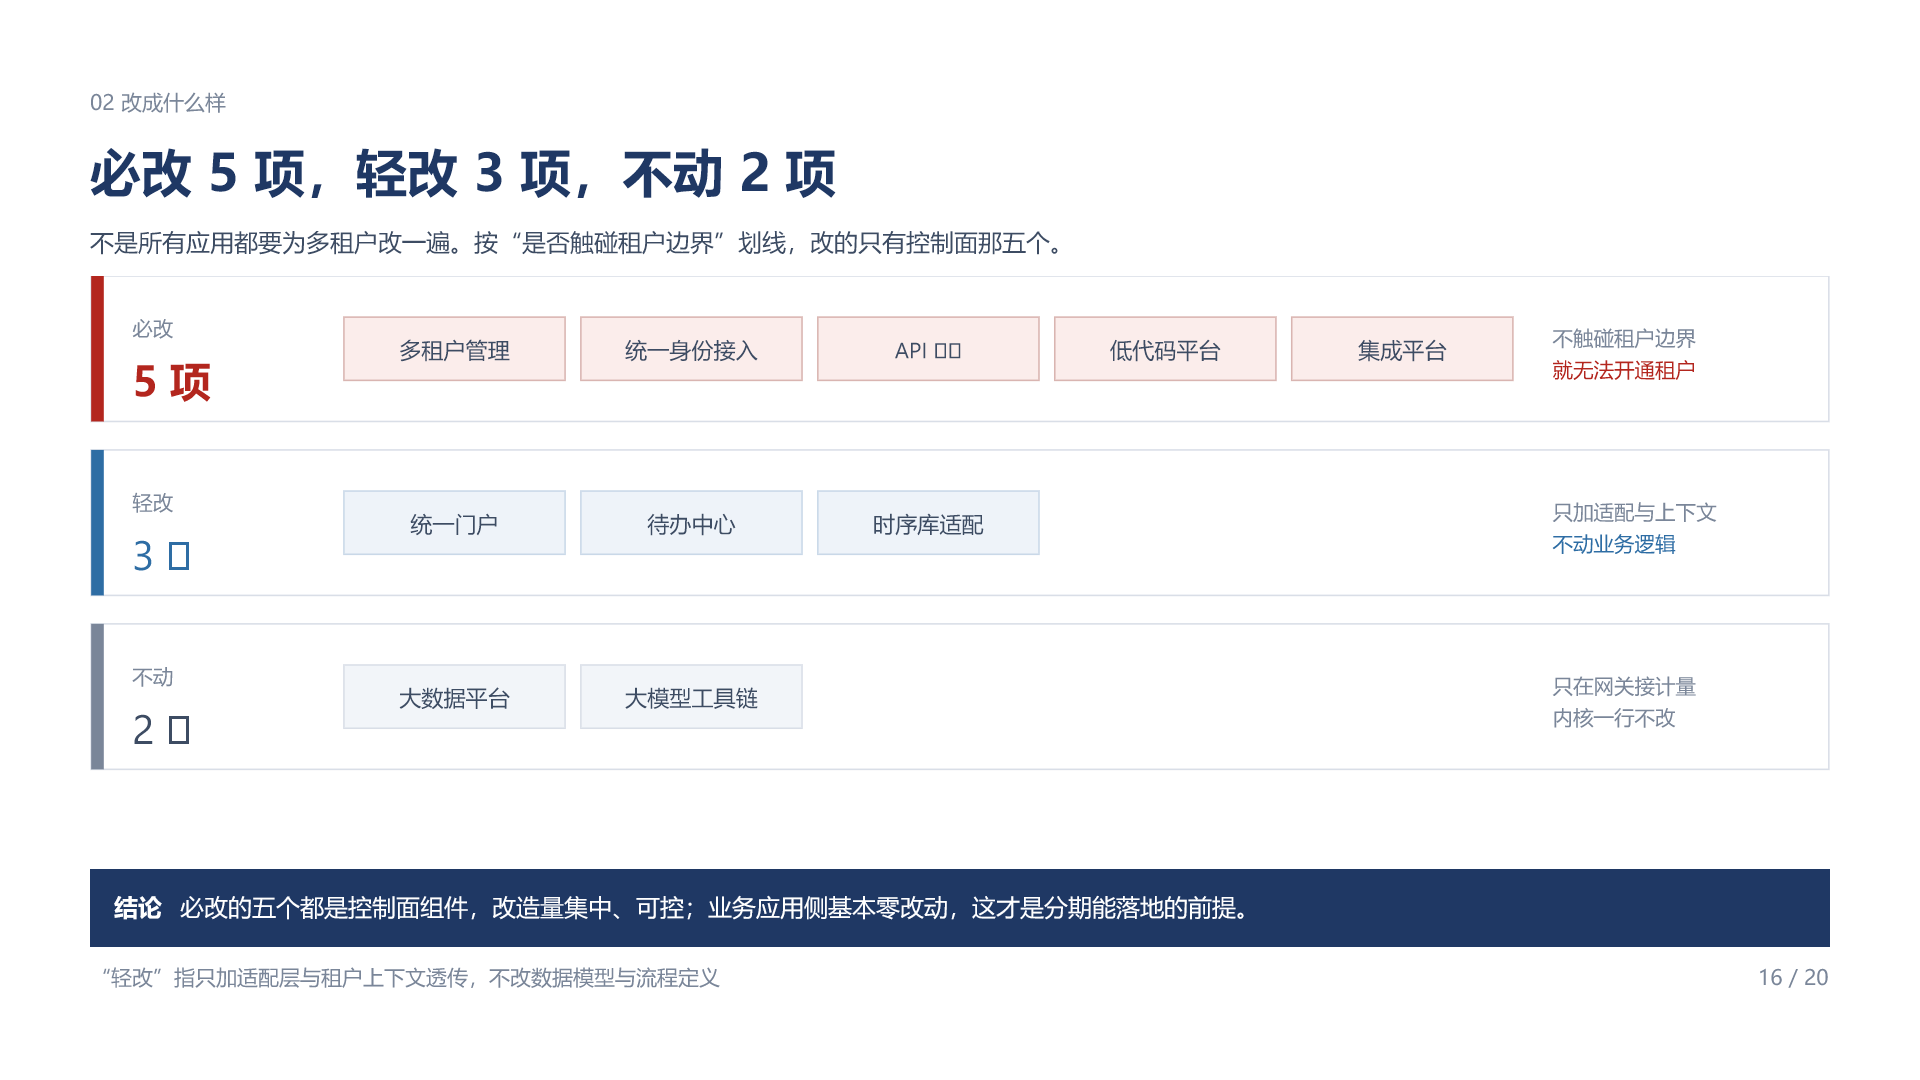 02 改成什么样
必改 5 项，轻改 3 项，不动 2 项
不是所有应用都要为多租户改一遍。按“是否触碰租户边界”划线，改的只有控制面那五个。
必改
5 项
多租户管理
统一身份接入
API
低代码平台
集成平台
不触碰租户边界
就无法开通租户
轻改
3
统一门户
待办中心
时序库适配
只加适配与上下文
不动业务逻辑
不动
2
大数据平台
大模型工具链
只在网关接计量
内核一行不改
结论 必改的五个都是控制面组件，改造量集中、可控；业务应用侧基本零改动，这才是分期能落地的前提。
“轻改”指只加适配层与租户上下文透传，不改数据模型与流程定义
16 / 20